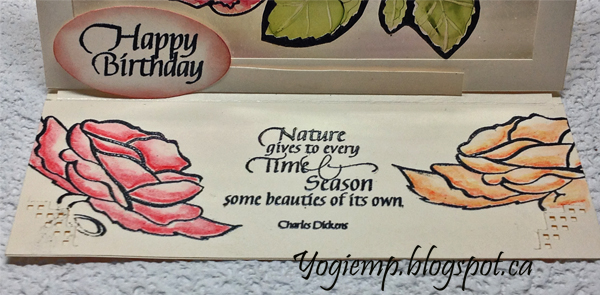 Happy
Birthday
Nature
gives to every
Time &
Season
some beauties of its own.
Charles Dickens
Yogiemp.blogspot.ca